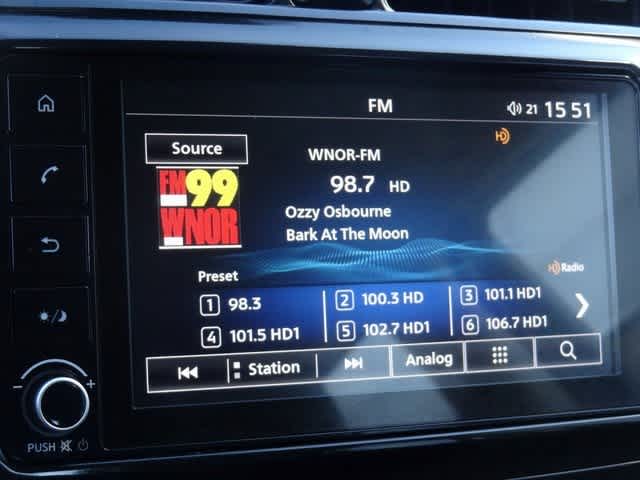 FM 21 15 51
Source
WNOR-FM
FM 99
WNOR
98.7 HD
Ozzy Osbourne
Bark At The Moon
HD Radio
Preset
1 98.3 2 100.3 HD 3 101.1 HD1
4 101.5 HD1 5 102.7 HD1 6 106.7 HD1
Station Analog
PUSH